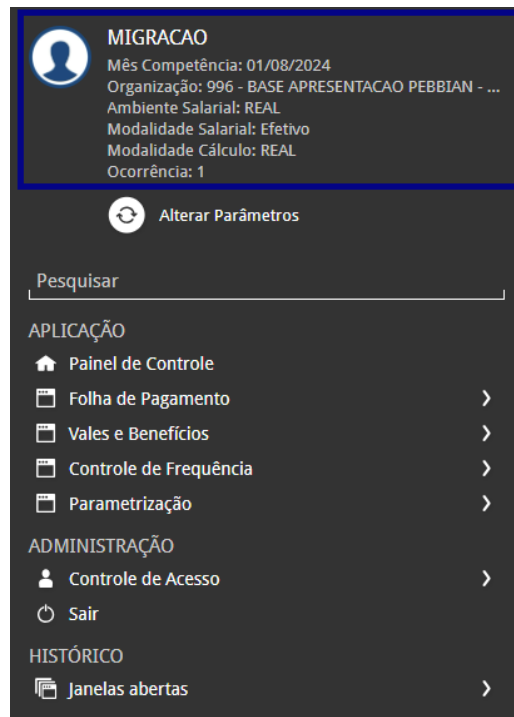 MIGRACAO
Mês Competência: 01/08/2024
Organização: 996 - BASE APRESENTACAO PEBBIAN - ...
Ambiente Salarial: REAL
Modalidade Salarial: Efetivo
Modalidade Cálculo: REAL
Ocorrência: 1
Alterar Parâmetros
Pesquisar
APLICAÇÃO
Painel de Controle
Folha de Pagamento
Vales e Benefícios
Controle de Frequência
Parametrização
ADMINISTRAÇÃO
Controle de Acesso
Sair
HISTÓRICO
Janelas abertas